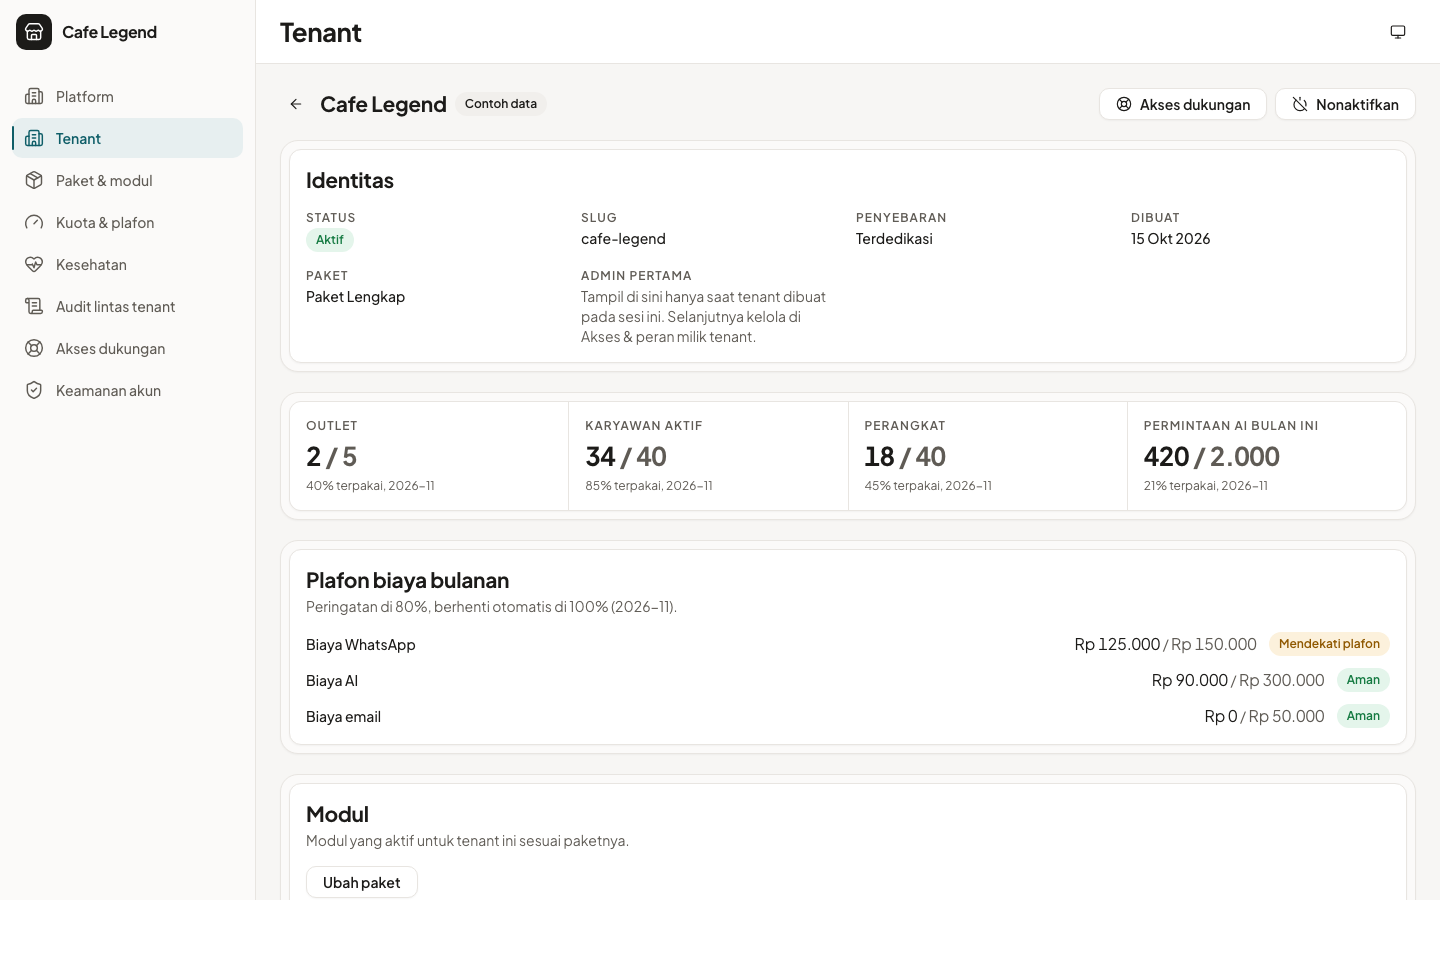 Cafe Legend
Platform
Tenant
Paket & modul
Kuota & plafon
Kesehatan
Audit lintas tenant
Akses dukungan
Keamanan akun
Tenant
Cafe Legend
Contoh data
Akses dukungan
Nonaktifkan
Identitas
STATUS
Aktif
SLUG
cafe-legend
PENYEBARAN
Terdedikasi
DIBUAT
15 Okt 2026
PAKET
Paket Lengkap
ADMIN PERTAMA
Tampil di sini hanya saat tenant dibuat
pada sesi ini. Selanjutnya kelola di
Akses & peran milik tenant.
OUTLET
2 / 5
40% terpakai, 2026-11
KARYAWAN AKTIF
34 / 40
85% terpakai, 2026-11
PERANGKAT
18 / 40
45% terpakai, 2026-11
PERMINTAAN AI BULAN INI
420 / 2.000
21% terpakai, 2026-11
Plafon biaya bulanan
Peringatan di 80%, berhenti otomatis di 100% (2026-11).
Biaya WhatsApp
Rp 125.000 / Rp 150.000
Mendekati plafon
Biaya AI
Rp 90.000 / Rp 300.000
Aman
Biaya email
Rp 0 / Rp 50.000
Aman
Modul
Modul yang aktif untuk tenant ini sesuai paketnya.
Ubah paket